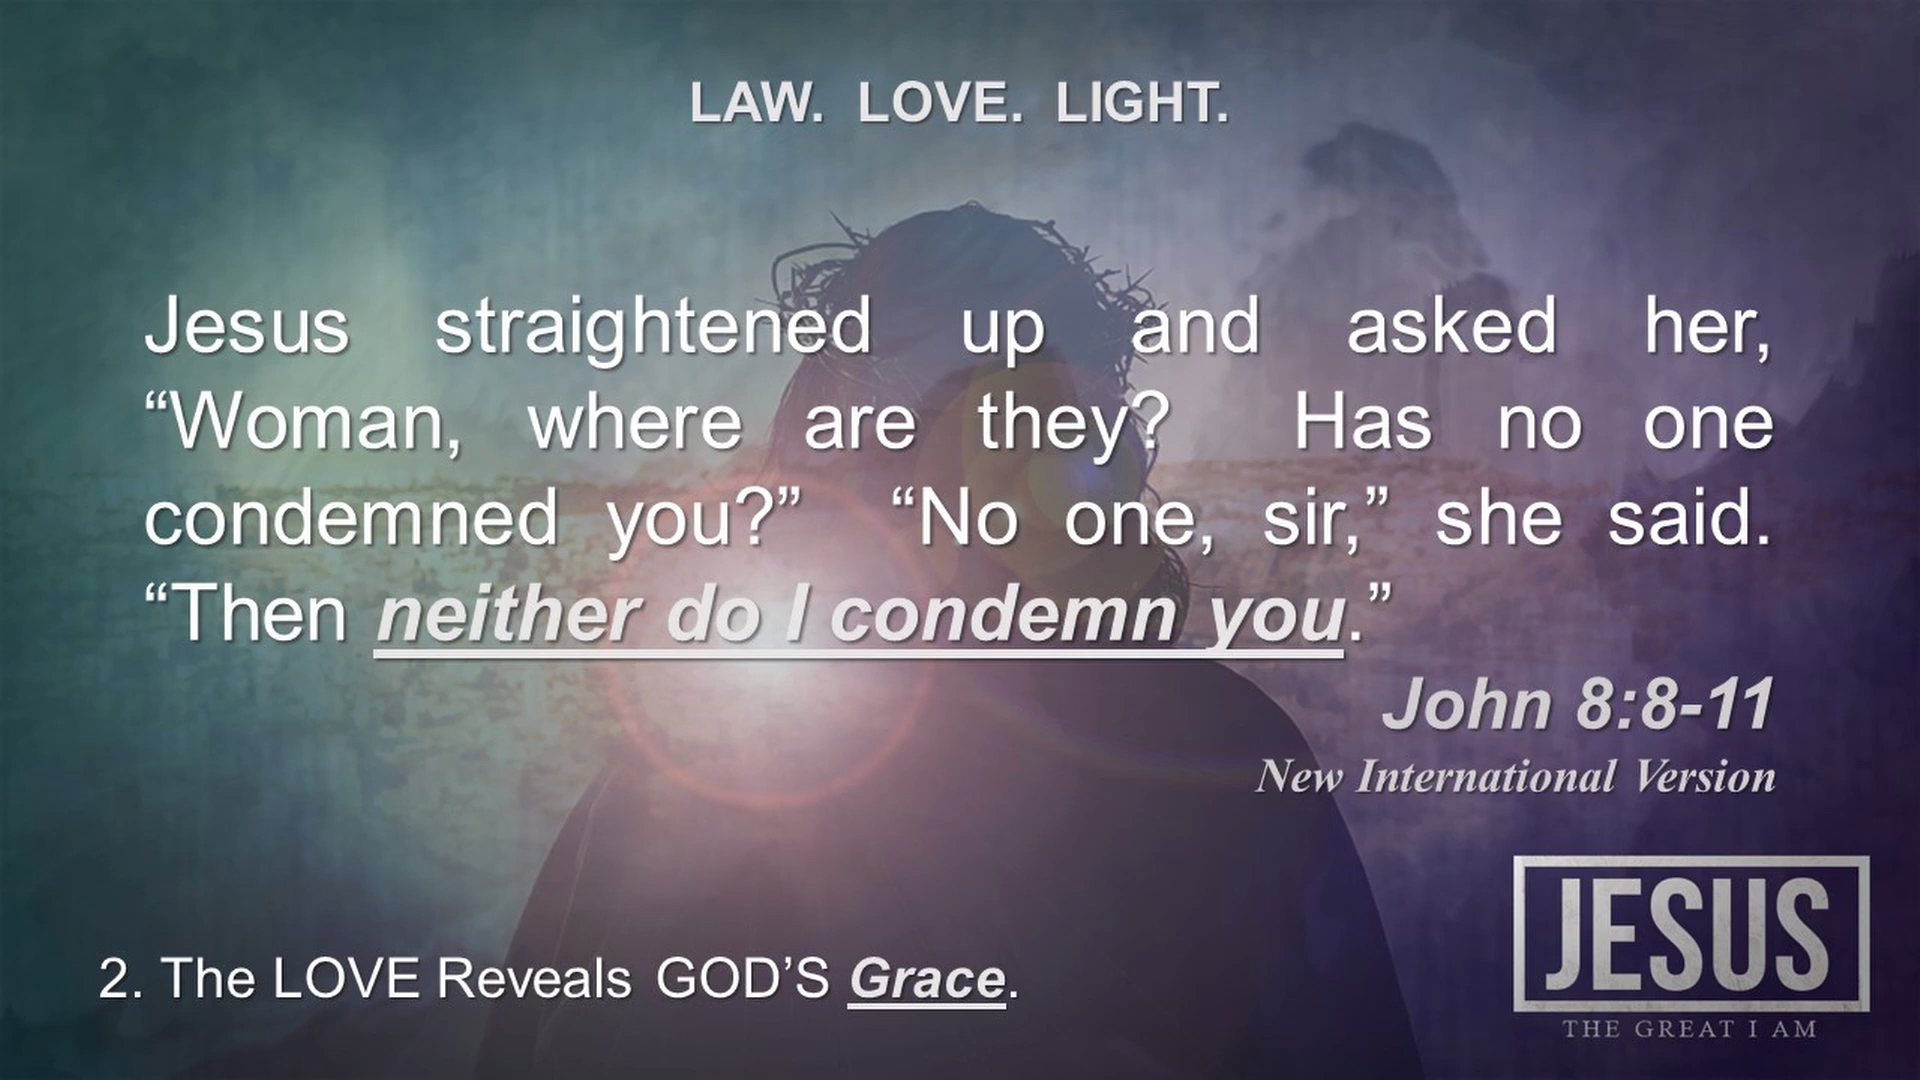 LAW. LOVE. LIGHT.
Jesus straightened up and asked her,
“Woman, where are they? Has no one
condemned you?” “No one, sir,” she said.
“Then neither do I condemn you.”
John 8:8-11
New International Version
2. The LOVE Reveals GOD’S Grace.
JESUS
THE GREAT I AM